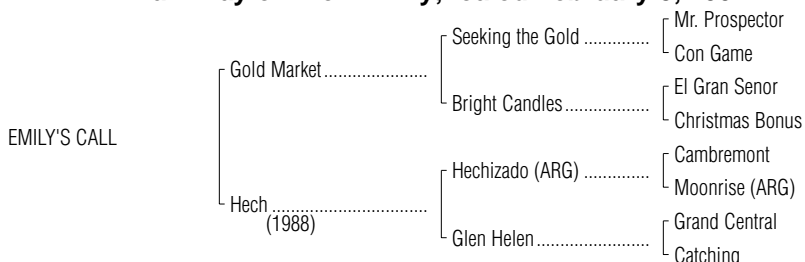 Mr. Prospector
Seeking the Gold ..............
Con Game
Gold Market........................
El Gran Senor
Bright Candles..................
Christmas Bonus
EMILY'S CALL
Cambremont
Hechizado (ARG) ..............
Moonrise (ARG)
Hech ....................................
(1988)
Grand Central
Glen Helen........................
Catching